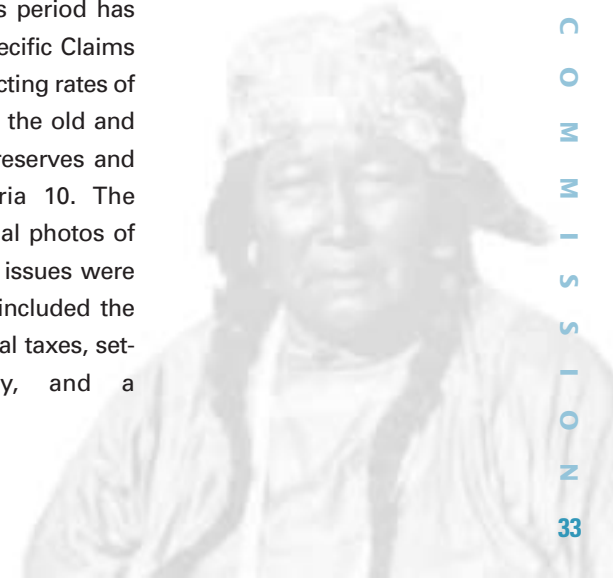 s period has
ecific Claims
cting rates of
the old and
reserves and
ria 10. The
al photos of
issues were
included the
al taxes, set-
y, and a
COMMISSION
33